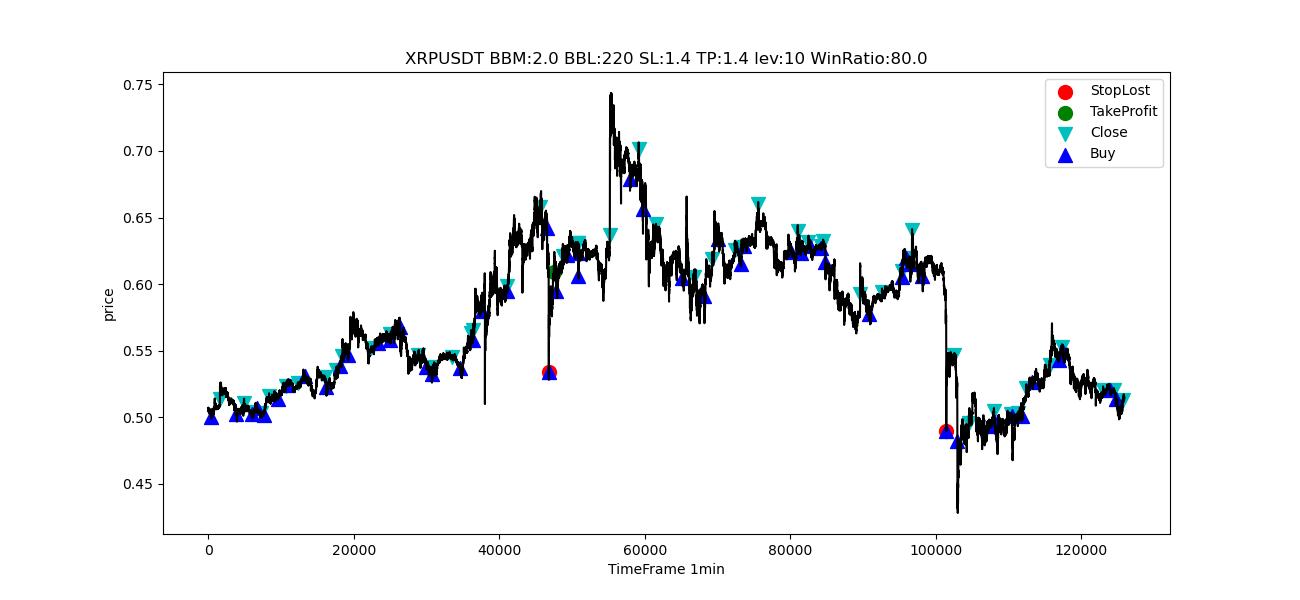 XRPUSDT BBM:2.0 BBL:220 SL:1.4 TP:1.4 lev:10 WinRatio:80.0
StopLost
TakeProfit
Close
Buy
0.75
0.70
0.65
0.60
0.55
0.50
0.45
price
0
20000
40000
60000
80000
100000
120000
TimeFrame 1min